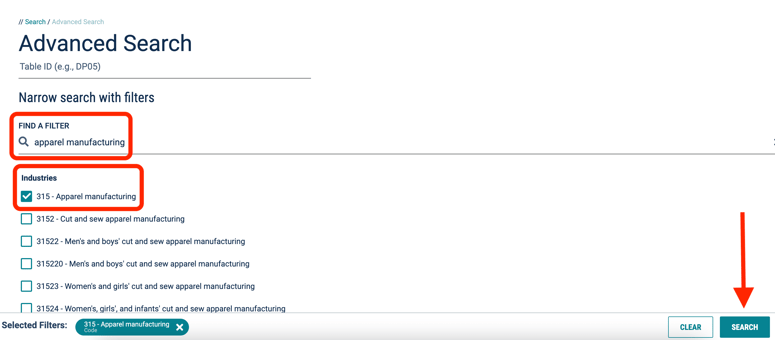 // Search / Advanced Search
Advanced Search
Table ID (e.g., DP05)
Narrow search with filters
FIND A FILTER
apparel manufacturing
Industries
315 - Apparel manufacturing
3152 - Cut and sew apparel manufacturing
31522 - Men's and boys' cut and sew apparel manufacturing
315220 - Men's and boys' cut and sew apparel manufacturing
31523 - Women's and girls' cut and sew apparel manufacturing
31524 - Women's, girls', and infants' cut and sew apparel manufacturing
Selected Filters:
315 - Apparel manufacturing
Code
CLEAR
SEARCH